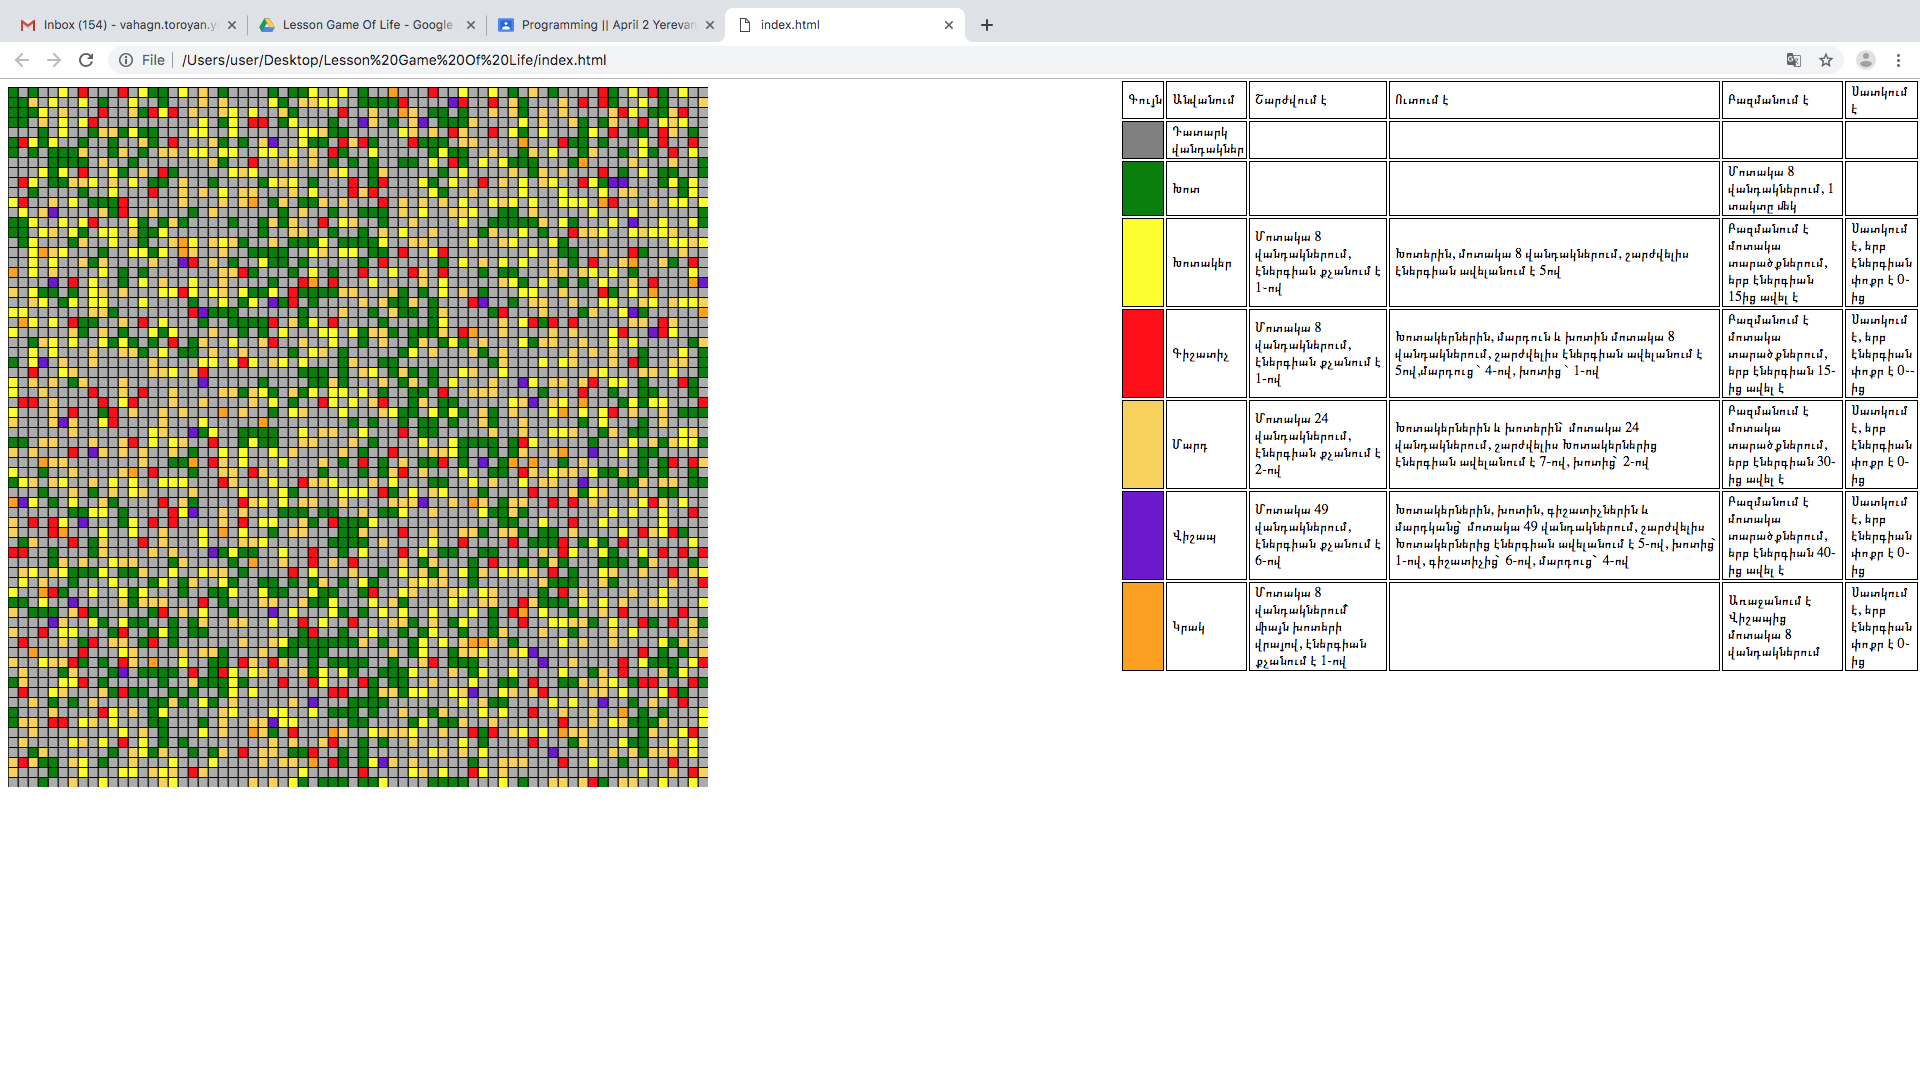 Inbox (154) - vahagn.toroyan.y
Lesson Game Of Life - Google
Programming || April 2 Yerevan
index.html
File
/Users/user/Desktop/Lesson%20Game%20Of%20Life/index.html
Գույն
Անվանում
Շարժվում է
Ուտում է
Բազմանում է
Սատկում
է
Դատարկ
վանդակներ
Խոտ
Մոտակա 8
վանդակներում, 1
տակտը մեկ
Խոտակեր
Մոտակա 8
վանդակներում,
էներգիան քչանում է
1-ով
Խոտերին, մոտակա 8 վանդակներում, շարժվելիս
էներգիան ավելանում է 5ով
Բազմանում է
մոտակա
տարածքներում,
երբ էներգիան
15ից ավել է
Սատկում
է, երբ
էներգիան
փոքր է 0-
ից
Գիշատիչ
Մոտակա 8
վանդակներում,
էներգիան քչանում է
1-ով
Խոտակերներին, մարդուն և խոտին մոտակա 8
վանդակներում, շարժվելիս էներգիան ավելանում է
5ով,մարդուց ՝ 4-ով, խոտից ՝ 1-ով
Բազմանում է
մոտակա
տարածքներում,
երբ էներգիան 15-
ից ավել է
Սատկում
է, երբ
էներգիան
փոքր է 0--
ից
Մարդ
Մոտակա 24
վանդակներում,
էներգիան քչանում է
2-ով
Խոտակերներին և խոտերին՝ մոտակա 24
վանդակներում, շարժվելիս Խոտակերներից
էներգիան ավելանում է 7-ով, խոտից՝ 2-ով
Բազմանում է
մոտակա
տարածքներում,
երբ էներգիան 30-
ից ավել է
Սատկում
է, երբ
էներգիան
փոքր է 0-
ից
Վիշապ
Մոտակա 49
վանդակներում,
էներգիան քչանում է
6-ով
Խոտակերներին, խոտին, գիշատիչներին և
մարդկանց՝ մոտակա 49 վանդակներում, շարժվելիս
Խոտակերներից էներգիան ավելանում է 5-ով, խոտից՝
1-ով, գիշատիչից՝ 6-ով, մարդուց՝ 4-ով
Բազմանում է
մոտակա
տարածքներում,
երբ էներգիան 40-
ից ավել է
Սատկում
է, երբ
էներգիան
փոքր է 0-
ից
Կրակ
Մոտակա 8
վանդակներում՝
միայն խոտերի
վրայով, էներգիան
քչանում է 1-ով
Առաջանում է
Վիշապից
մոտակա 8
վանդակներում
Սատկում
է, երբ
էներգիան
փոքր է 0-
ից